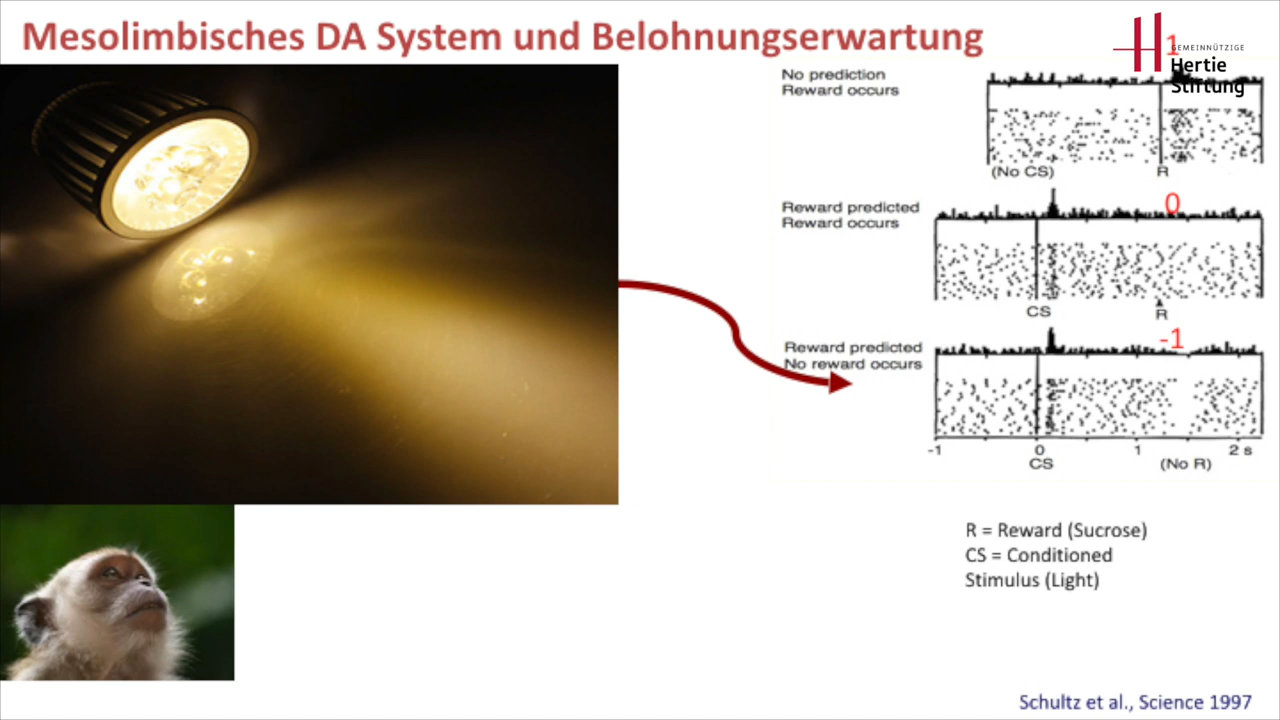 Mesolimbisches DA System und Belohnungserwartung
1
GEMEINNÜTZIGE
Hertie
Stiftung
No prediction
Reward occurs
(No CS)
R
0
Reward predicted
Reward occurs
CS
R
-1
Reward predicted
No reward occurs
-1
0
1
2 s
CS
(No R)
R = Reward (Sucrose)
CS = Conditioned
Stimulus (Light)
Schultz et al., Science 1997